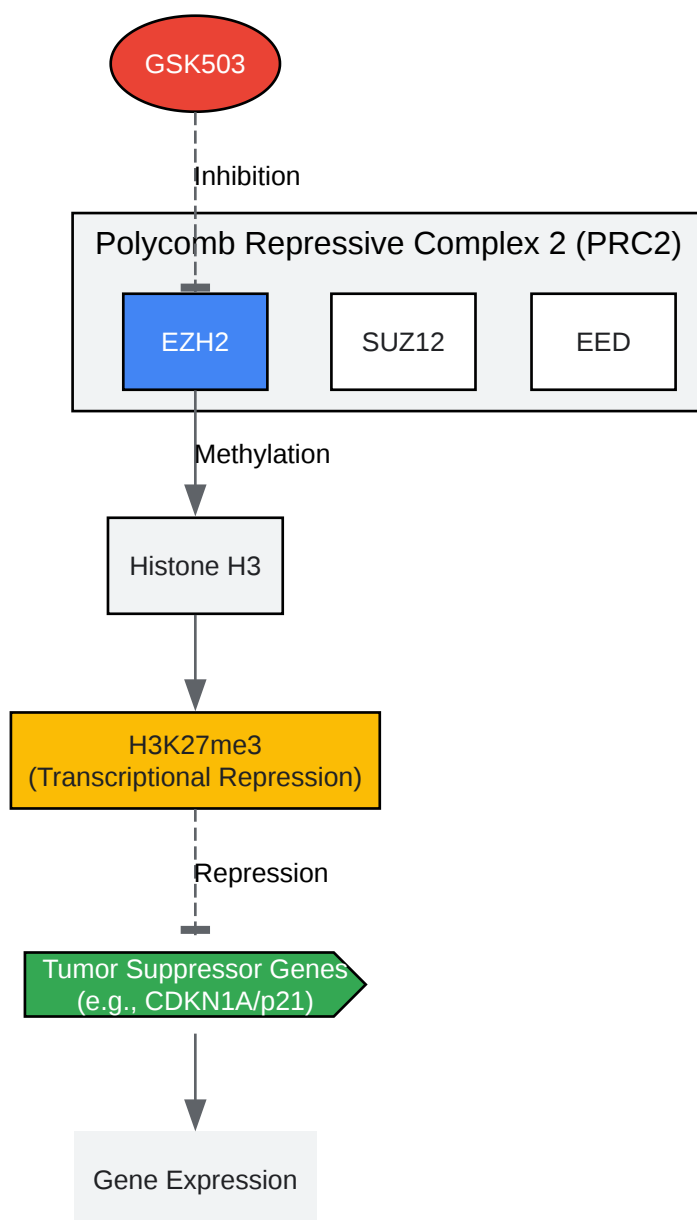 GSK503
Inhibition
Polycomb Repressive Complex 2 (PRC2)
EZH2
SUZ12
EED
Methylation
Histone H3
H3K27me3
(Transcriptional Repression)
Repression
Tumor Suppressor Genes
(e.g., CDKN1A/p21)
Gene Expression